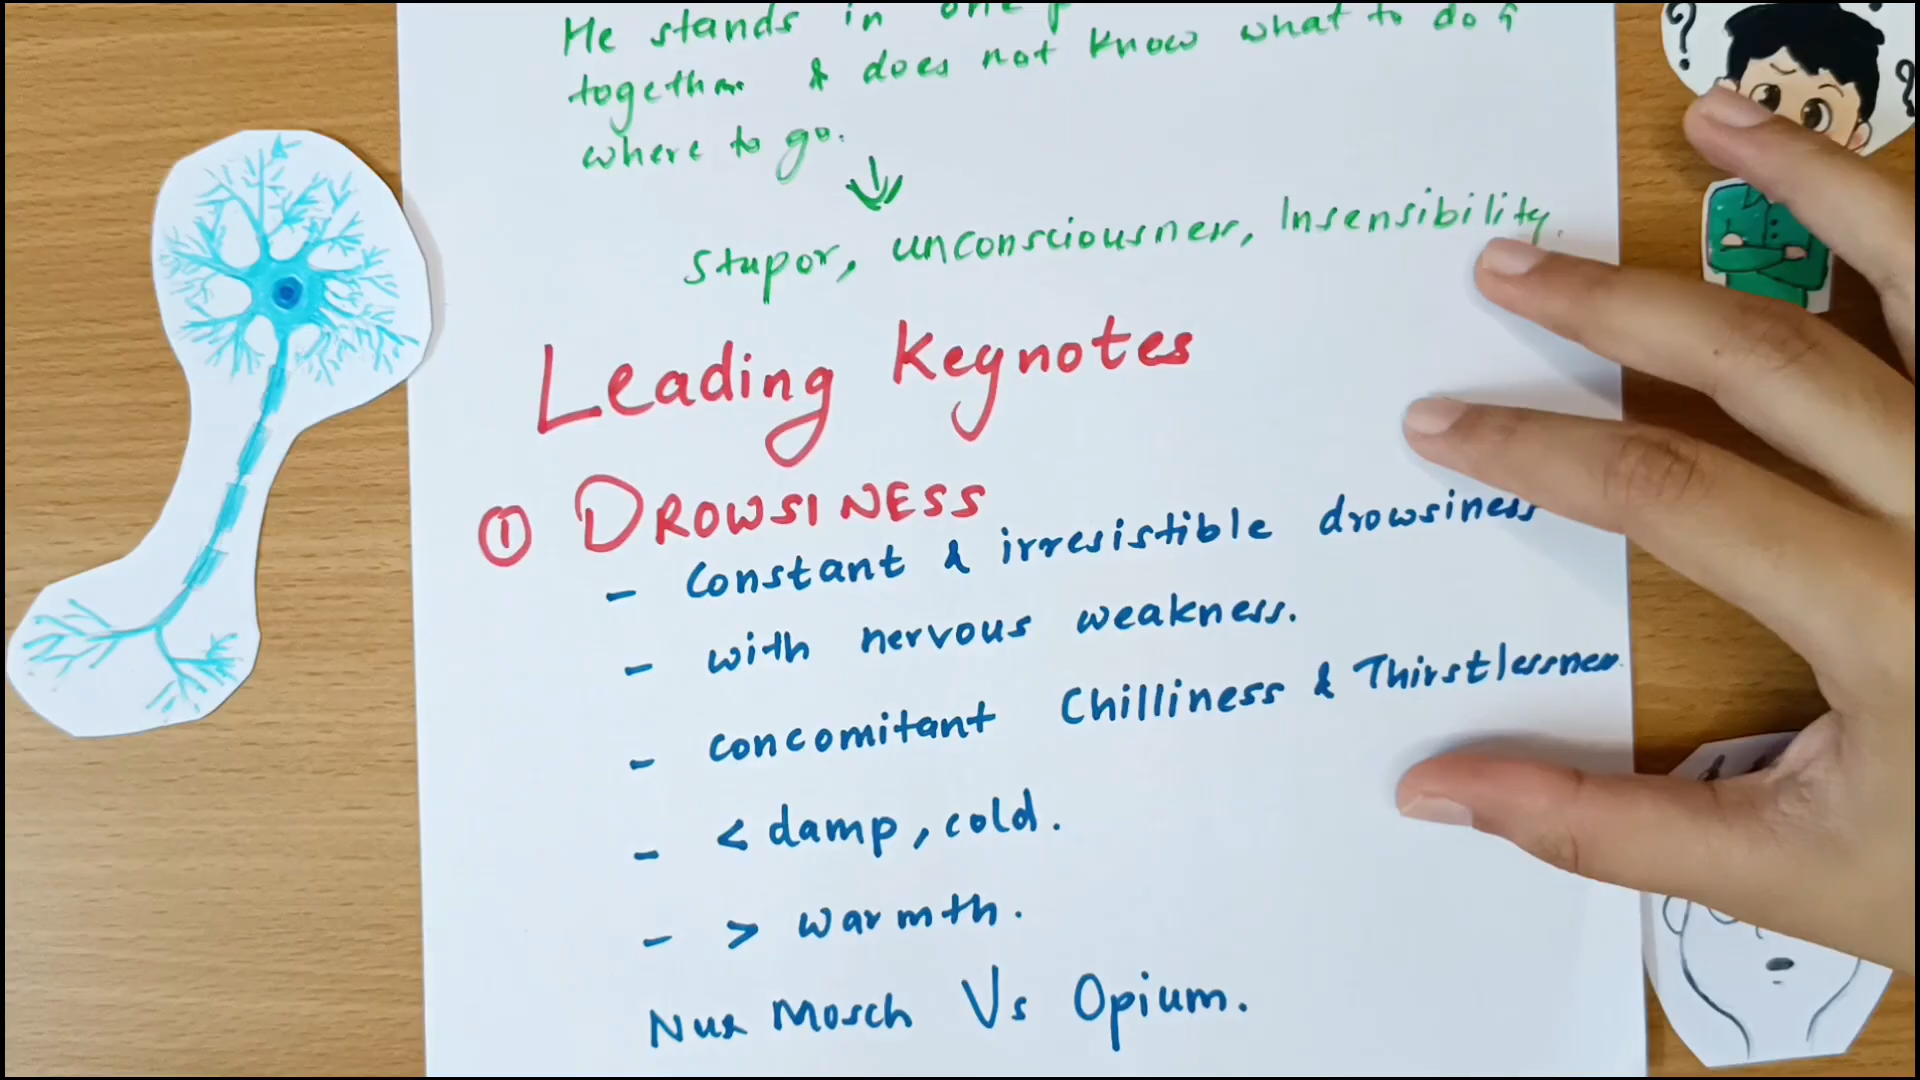 He stands in one
together & does not know what to do &
where to go.
Stupor, unconsciousness, Insensibility.
Leading Keynotes
① DROWSINESS
- Constant & irresistible drowsiness
- with nervous weakness.
- concomitant Chilliness & Thirstlessness.
- < damp, cold.
- > warmth.
Nux Mosch Vs Opium.
? ?